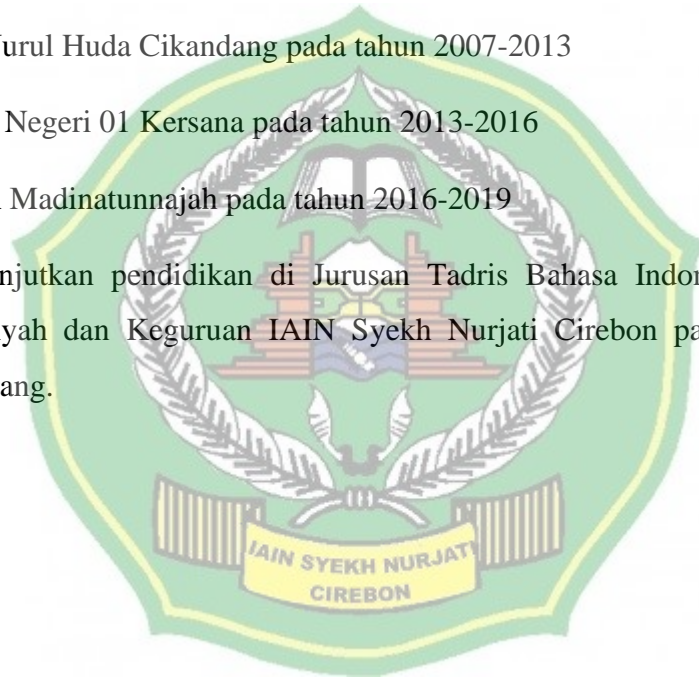 urul Huda Cikandang pada tahun 2007-2013
Negeri 01 Kersana pada tahun 2013-2016
Madinatunnajah pada tahun 2016-2019
njutkan pendidikan di Jurusan Tadris Bahasa Indon
yah dan Keguruan IAIN Syekh Nurjati Cirebon pa
ang.
IAIN SYEKH NURJATI
CIREBON